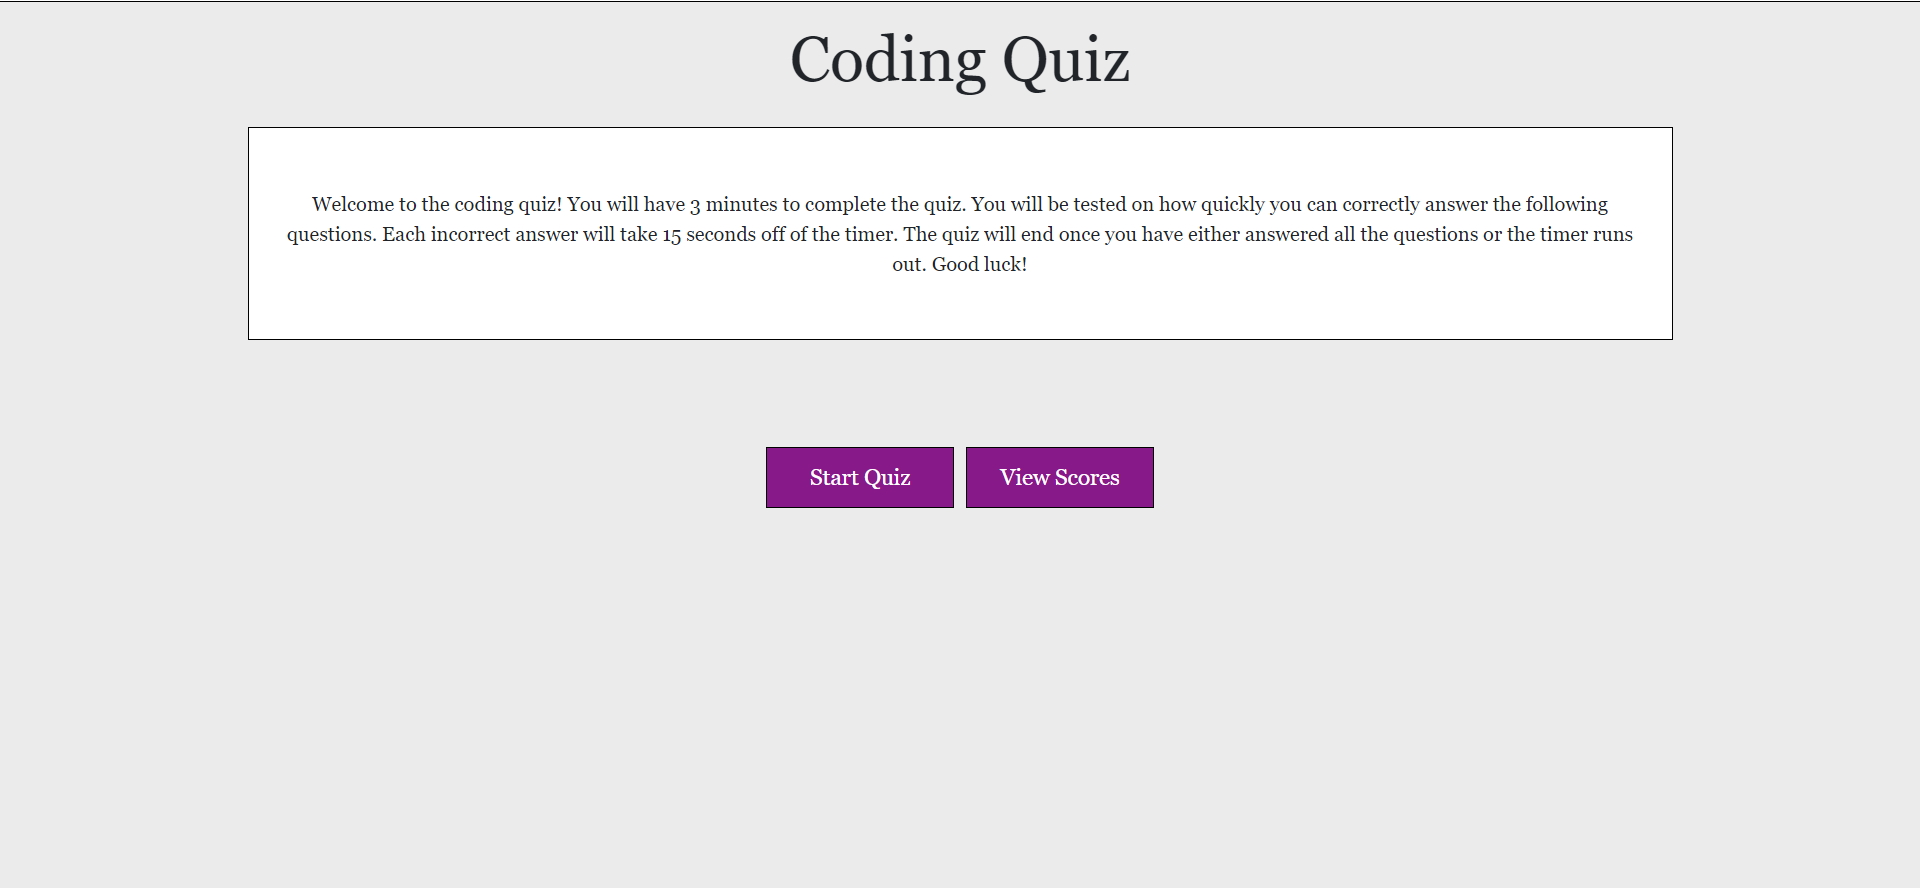 Coding Quiz
Welcome to the coding quiz! You will have 3 minutes to complete the quiz. You will be tested on how quickly you can correctly answer the following
questions. Each incorrect answer will take 15 seconds off of the timer. The quiz will end once you have either answered all the questions or the timer runs
out. Good luck!
Start Quiz
View Scores